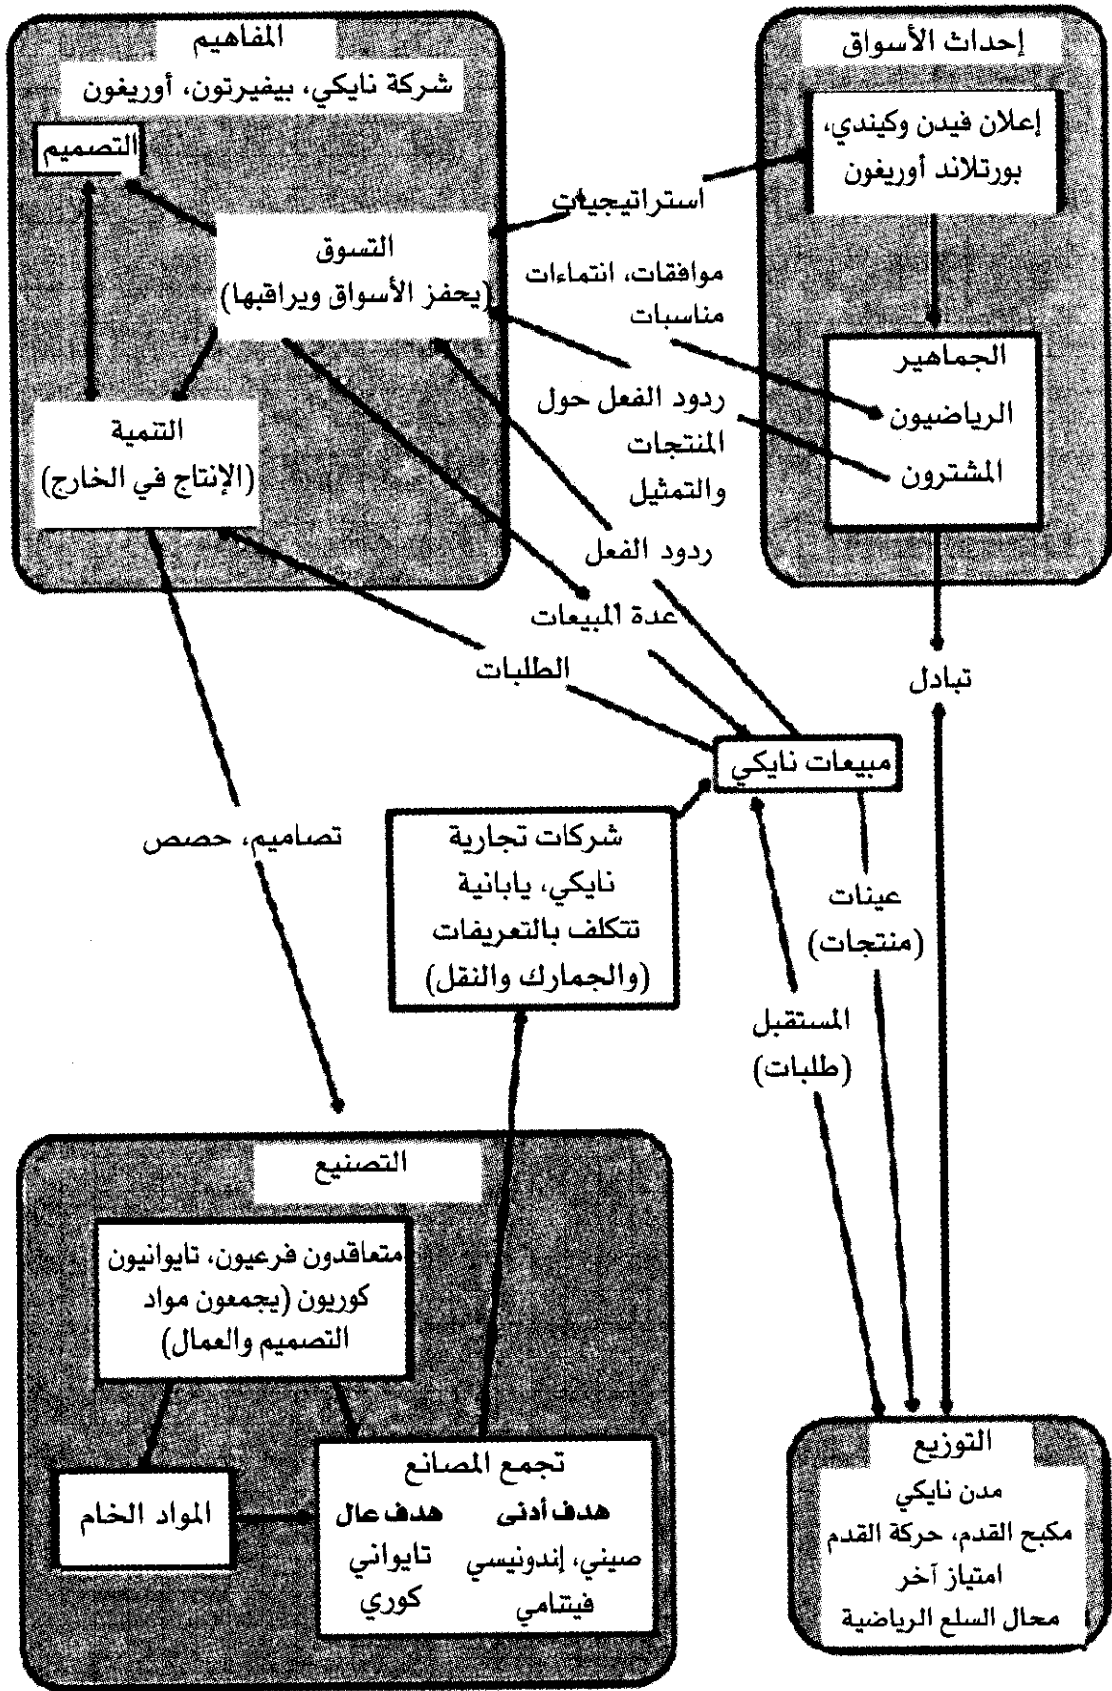 المفاهيم
شركة نايكي، بيفيرتون، أوريغون
التصميم
التسوق
(يحفز الأسواق ويراقبها)
التنمية
(الإنتاج في الخارج)
إحداث الأسواق
إعلان فيدن وكيندي،
بورتلاند أوريغون
الجماهير
الرياضيون
المشترون
استراتيجيات
موافقات، انتماءات
مناسبات
ردود الفعل حول
المنتجات
والتمثيل
ردود الفعل
عدة المبيعات
الطلبات
تبادل
مبيعات نايكي
تصاميم، حصص
شركات تجارية
نايكي، يابانية
تتكلف بالتعريفات
(والجمارك والنقل)
عينات
(منتجات)
المستقبل
(طلبات)
التصنيع
متعاقدون فرعيون، تايوانيون
كوريون (يجمعون مواد
التصميم والعمال)
المواد الخام
تجمع المصانع
هدف أدنى هدف عال
صيني، إندونيسي تايواني
فيتنامي كوري
التوزيع
مدن نايكي
مكبح القدم، حركة القدم
امتياز آخر
محال السلع الرياضية